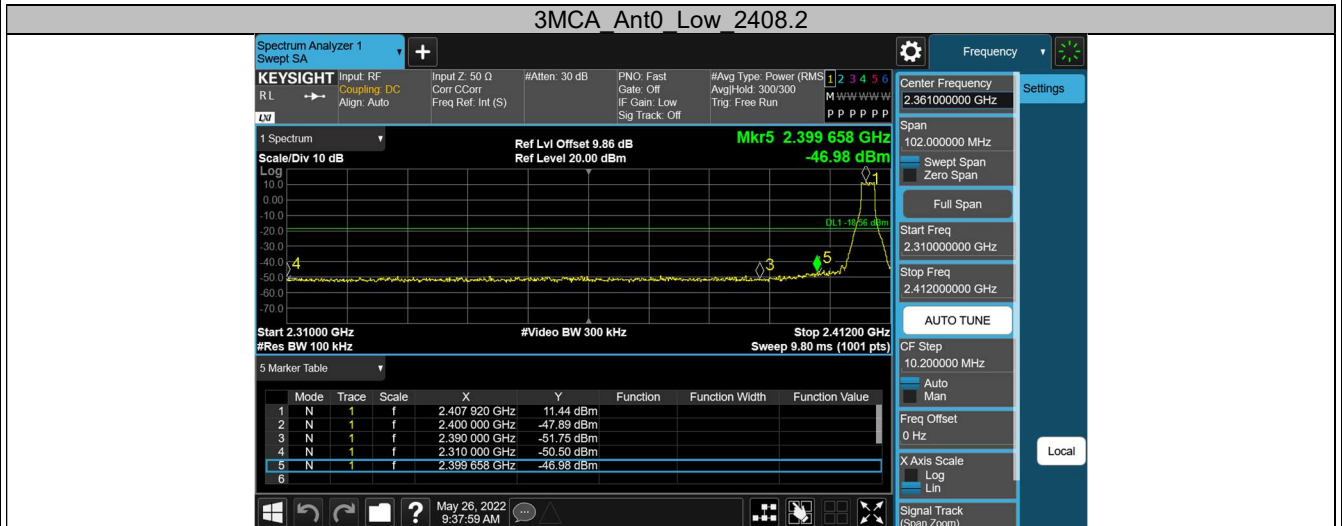 3MCA_Ant0_Low_2408.2
Spectrum Analyzer 1
Swept SA
+
Frequency
KEYSIGHT
RL
LXI
Input: RF
Coupling: DC
Align: Auto
Input Z: 50 Ω
Corr CCorr
Freq Ref: Int (S)
#Atten: 30 dB
PNO: Fast
Gate: Off
IF Gain: Low
Sig Track: Off
#Avg Type: Power (RMS
Avg|Hold: 300/300
Trig: Free Run
1 2 3 4 5 6
M W W W W W
P P P P P P
1 Spectrum
Scale/Div 10 dB
Log
Ref Lvl Offset 9.86 dB
Ref Level 20.00 dBm
Mkr5 2.399 658 GHz
-46.98 dBm
10.0
0.00
-10.0
-20.0
-30.0
-40.0
-50.0
-60.0
-70.0
DL1 -18.56 dBm
1
4
3
5
Start 2.31000 GHz
#Video BW 300 kHz
Stop 2.41200 GHz
#Res BW 100 kHz
Sweep 9.80 ms (1001 pts)
5 Marker Table
Mode Trace Scale X Y Function Function Width Function Value
1 N 1 f 2.407 920 GHz 11.44 dBm
2 N 1 f 2.400 000 GHz -47.89 dBm
3 N 1 f 2.390 000 GHz -51.75 dBm
4 N 1 f 2.310 000 GHz -50.50 dBm
5 N 1 f 2.399 658 GHz -46.98 dBm
6
?
May 26, 2022
9:37:59 AM
Center Frequency
2.361000000 GHz
Settings
Span
102.000000 MHz
Swept Span
Zero Span
Full Span
Start Freq
2.310000000 GHz
Stop Freq
2.412000000 GHz
AUTO TUNE
CF Step
10.200000 MHz
Auto
Man
Freq Offset
0 Hz
X Axis Scale
Log
Lin
Local
Signal Track
(Span Zoom)